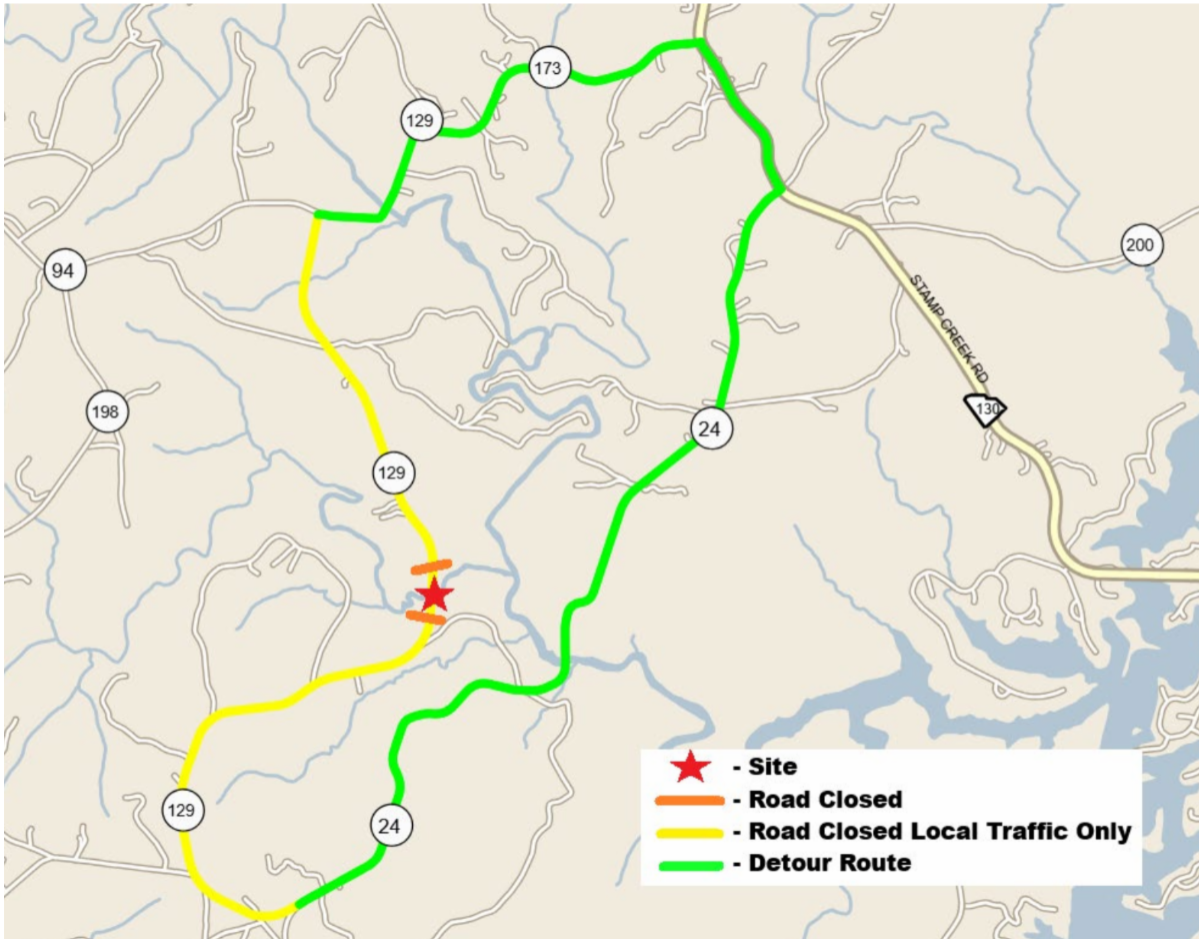 173
129
200
94
STAMP CREEK RD
130
198
24
129
129
24
- Site
- Road Closed
- Road Closed Local Traffic Only
- Detour Route